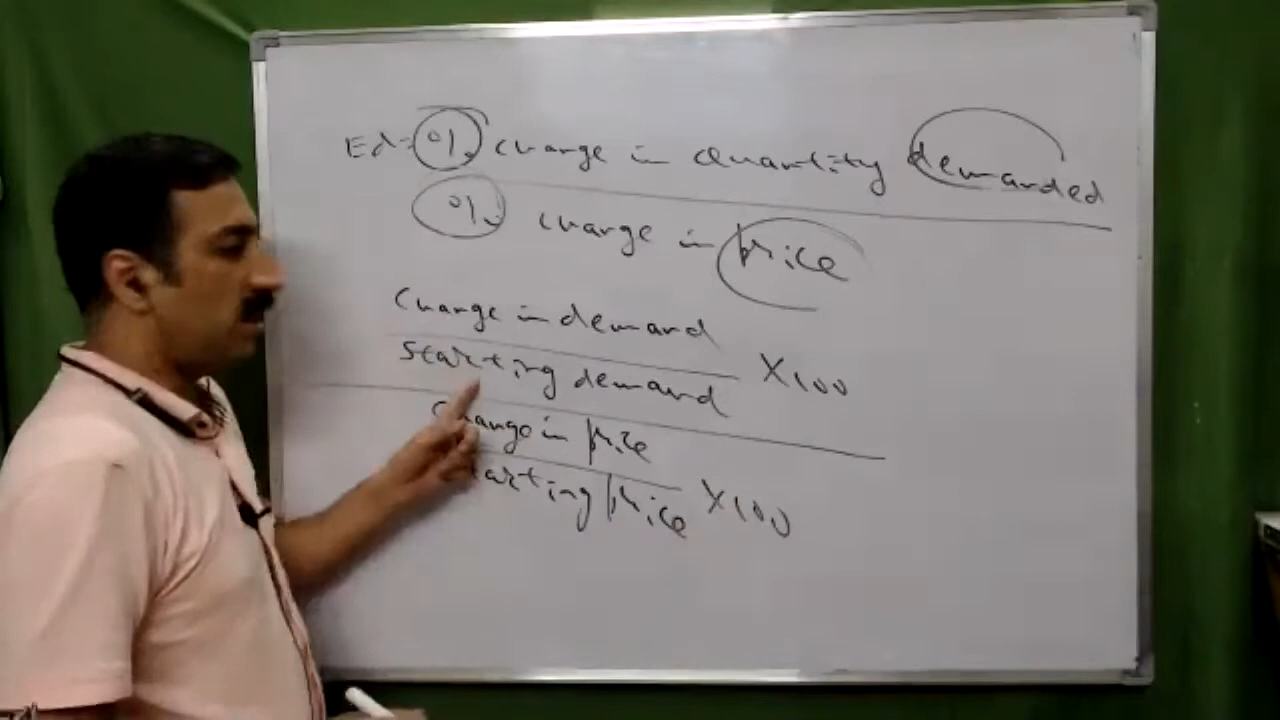 Ed = % change in Quantity demanded
% change in price
Change in demand
Starting demand
X100
Change in price
Starting price X100